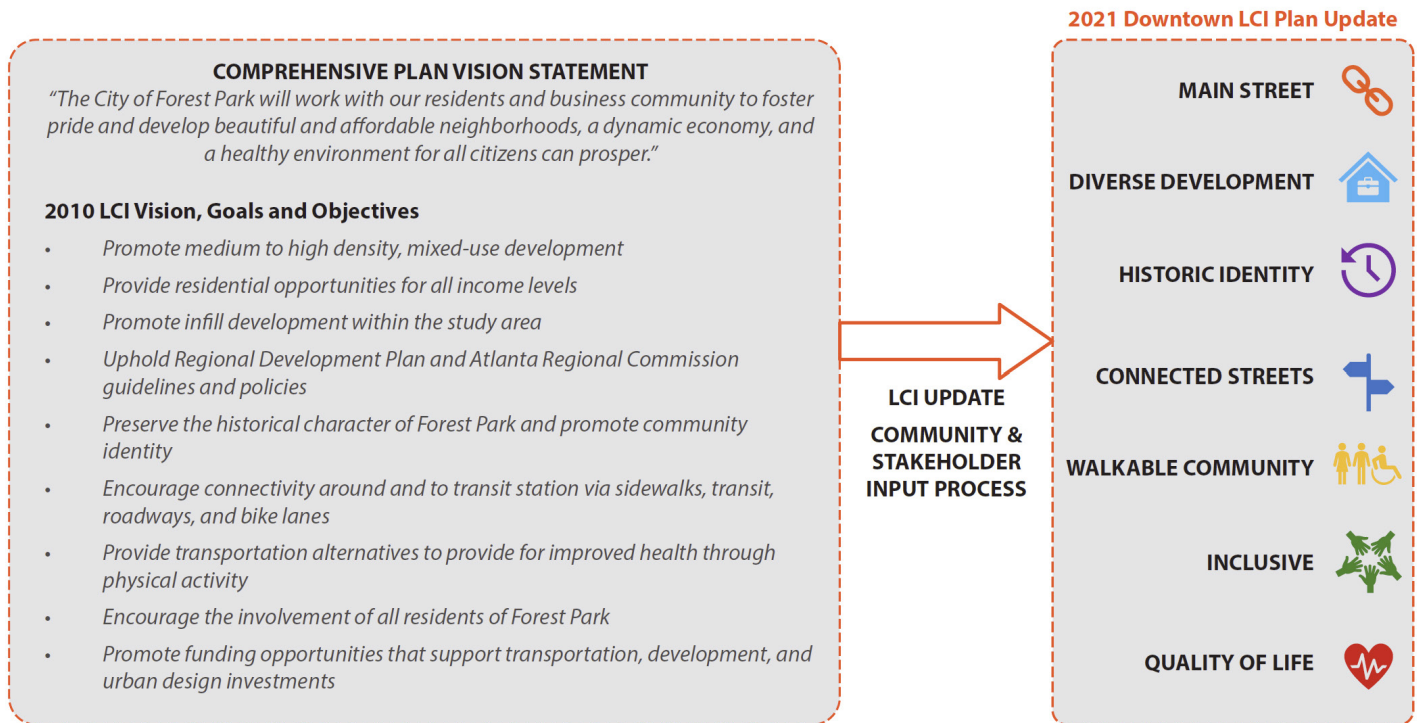 2021 Downtown LCI Plan Update
COMPREHENSIVE PLAN VISION STATEMENT
“The City of Forest Park will work with our residents and business community to foster
pride and develop beautiful and affordable neighborhoods, a dynamic economy, and
a healthy environment for all citizens can prosper.”
2010 LCI Vision, Goals and Objectives
• Promote medium to high density, mixed-use development
• Provide residential opportunities for all income levels
• Promote infill development within the study area
• Uphold Regional Development Plan and Atlanta Regional Commission
guidelines and policies
• Preserve the historical character of Forest Park and promote community
identity
• Encourage connectivity around and to transit station via sidewalks, transit,
roadways, and bike lanes
• Provide transportation alternatives to provide for improved health through
physical activity
• Encourage the involvement of all residents of Forest Park
• Promote funding opportunities that support transportation, development, and
urban design investments
LCI UPDATE
COMMUNITY &
STAKEHOLDER
INPUT PROCESS
MAIN STREET
DIVERSE DEVELOPMENT
HISTORIC IDENTITY
CONNECTED STREETS
WALKABLE COMMUNITY
INCLUSIVE
QUALITY OF LIFE